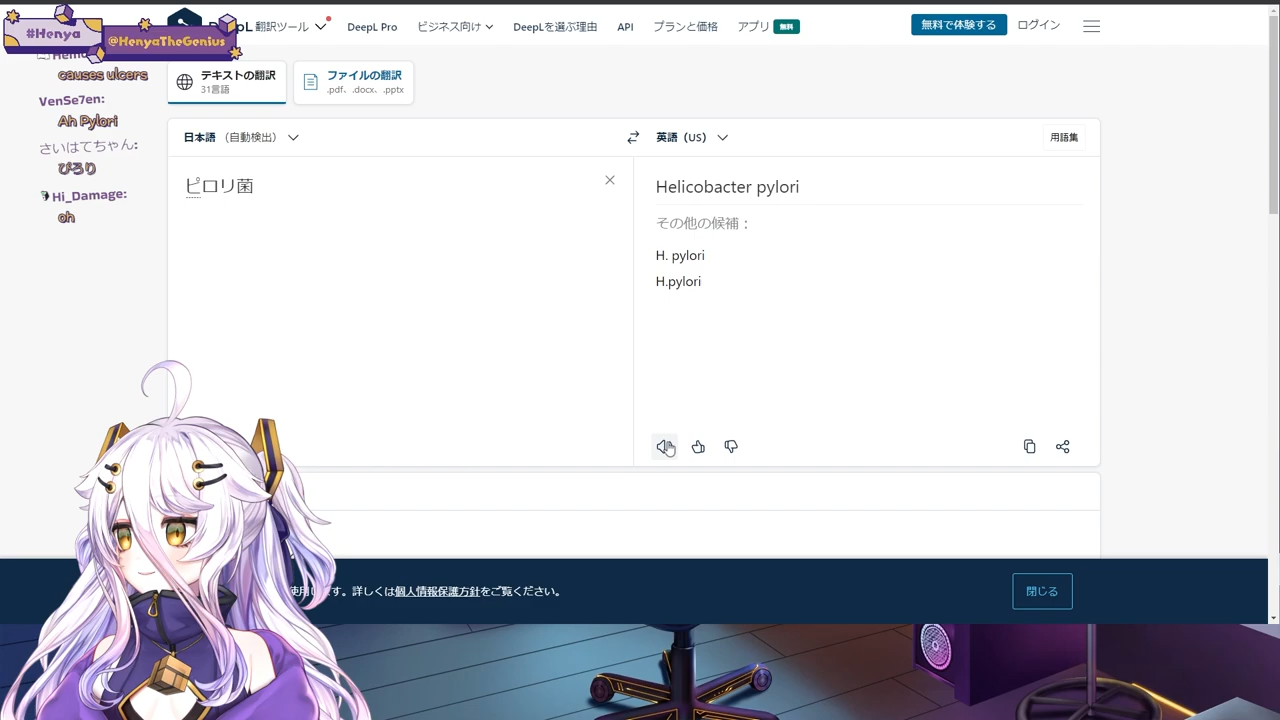 #Henya
@HenyaTheGenius
causes ulcers
VenSe7en:
Ah Pylori
さいはてちゃん:
ぴろり
Hi_Damage:
oh
翻訳ツール
DeepL Pro
ビジネス向け
DeepLを選ぶ理由
API
プランと価格
アプリ
無料
無料で体験する
ログイン
テキストの翻訳
31言語
ファイルの翻訳
.pdf、.docx、.pptx
日本語 (自動検出)
英語 (US)
用語集
ピロリ菌
Helicobacter pylori
その他の候補：
H. pylori
H.pylori
使用します。詳しくは個人情報保護方針をご覧ください。
閉じる